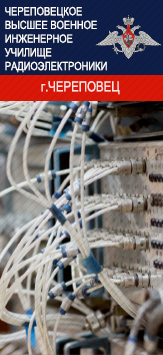 ЧЕРЕПОВЕЦКОЕ
ВЫСШЕЕ ВОЕННОЕ
ИНЖЕНЕРНОЕ
УЧИЛИЩЕ
РАДИОЭЛЕКТРОНИКИ
г.ЧЕРЕПОВЕЦ